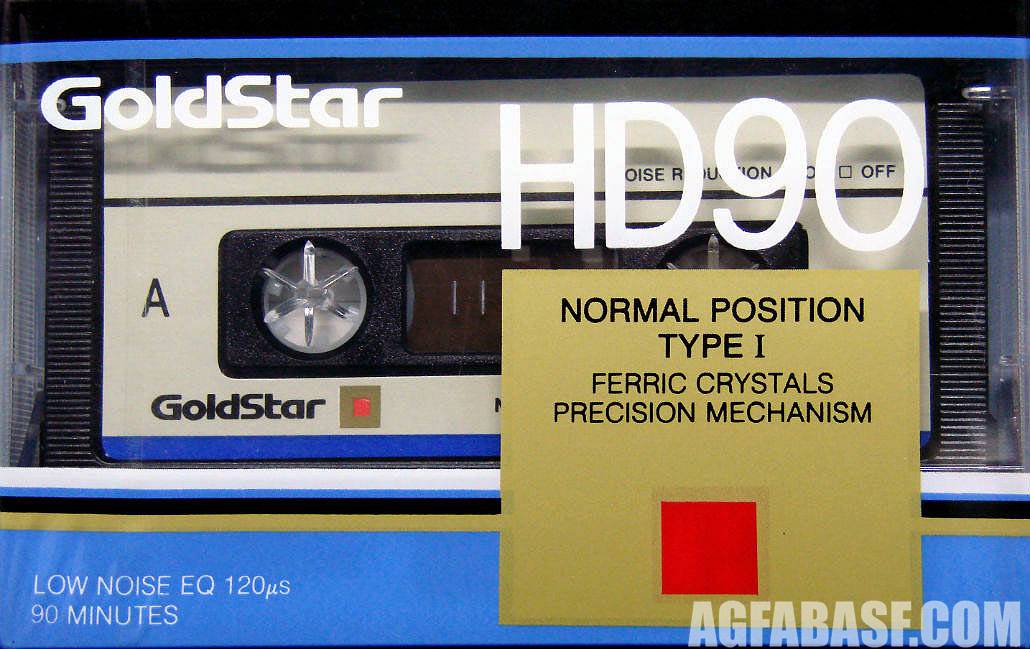 GoldStar
HD90
OFF
A
NORMAL POSITION
TYPE I
FERRIC CRYSTALS
PRECISION MECHANISM
GoldStar
LOW NOISE EQ 120µs
90 MINUTES
AGFABASF.COM